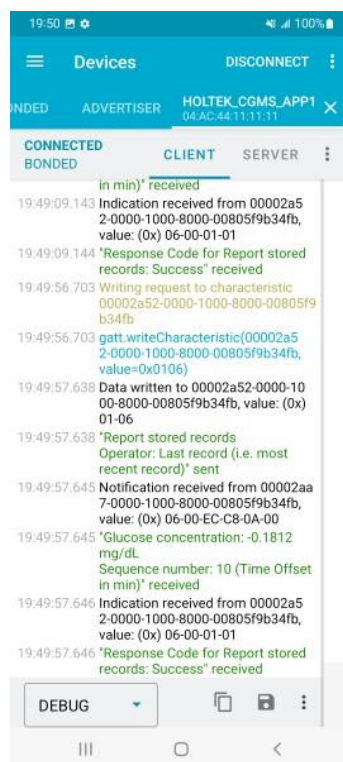 19:50
100%
Devices
DISCONNECT
ONDED
ADVERTISER
HOLTEK_CGMS_APP1
04:AC:44:11:11:11
CONNECTED
BONDED
CLIENT
SERVER
in min)" received
19:49:09.143 Indication received from 00002a5
2-0000-1000-8000-00805f9b34fb,
value: (0x) 06-00-01-01
19:49:09.144 "Response Code for Report stored
records: Success" received
19:49:56.703 Writing request to characteristic
00002a52-0000-1000-8000-00805f9
b34fb
19:49:56.703 gatt.writeCharacteristic(00002a5
2-0000-1000-8000-00805f9b34fb,
value=0x0106)
19:49:57.638 Data written to 00002a52-0000-10
00-8000-00805f9b34fb, value: (0x)
01-06
19:49:57.638 "Report stored records
Operator: Last record (i.e. most
recent record)" sent
19:49:57.645 Notification received from 00002aa
7-0000-1000-8000-00805f9b34fb,
value: (0x) 06-00-EC-C8-0A-00
19:49:57.645 "Glucose concentration: -0.1812
mg/dL
Sequence number: 10 (Time Offset
in min)" received
19:49:57.646 Indication received from 00002a5
2-0000-1000-8000-00805f9b34fb,
value: (0x) 06-00-01-01
19:49:57.646 "Response Code for Report stored
records: Success" received
DEBUG